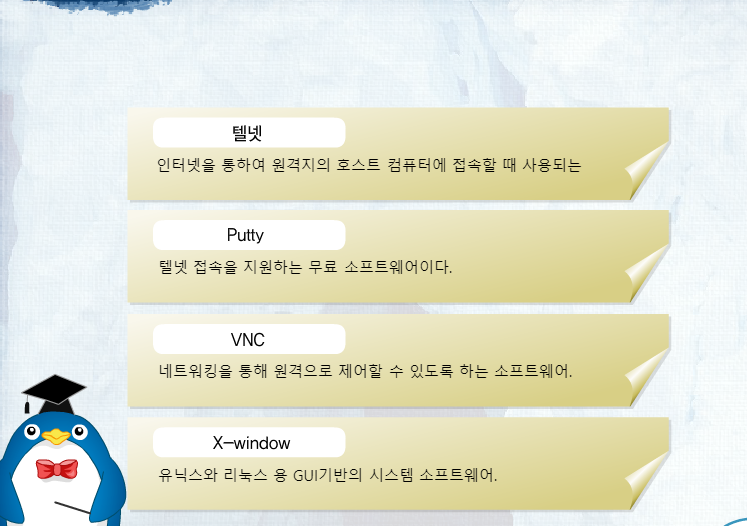 텔넷
인터넷을 통하여 원격지의 호스트 컴퓨터에 접속할 때 사용되는
Putty
텔넷 접속을 지원하는 무료 소프트웨어이다.
VNC
네트워킹을 통해 원격으로 제어할 수 있도록 하는 소프트웨어.
X-window
유닉스와 리눅스 용 GUI기반의 시스템 소프트웨어.